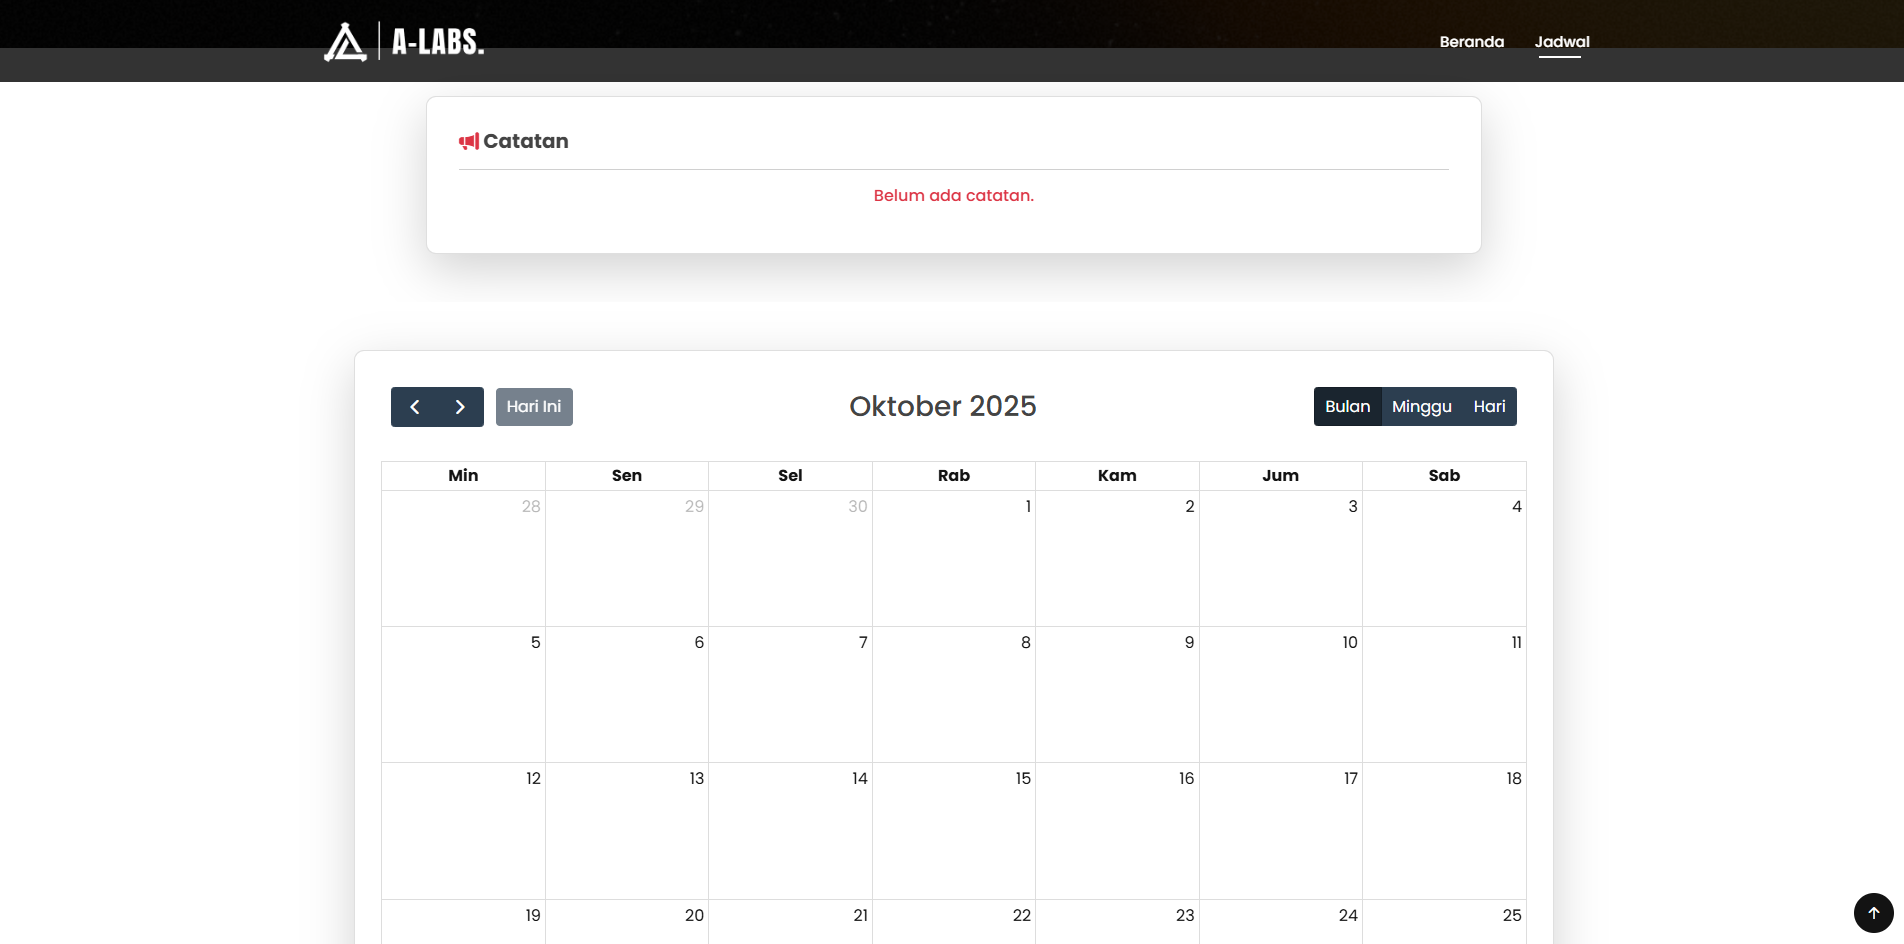 A-LABS.
Beranda Jadwal
Catatan
Belum ada catatan.
Hari Ini
Oktober 2025
Bulan Minggu Hari
Min Sen Sel Rab Kam Jum Sab
28 29 30 1 2 3 4
5 6 7 8 9 10 11
12 13 14 15 16 17 18
19 20 21 22 23 24 25